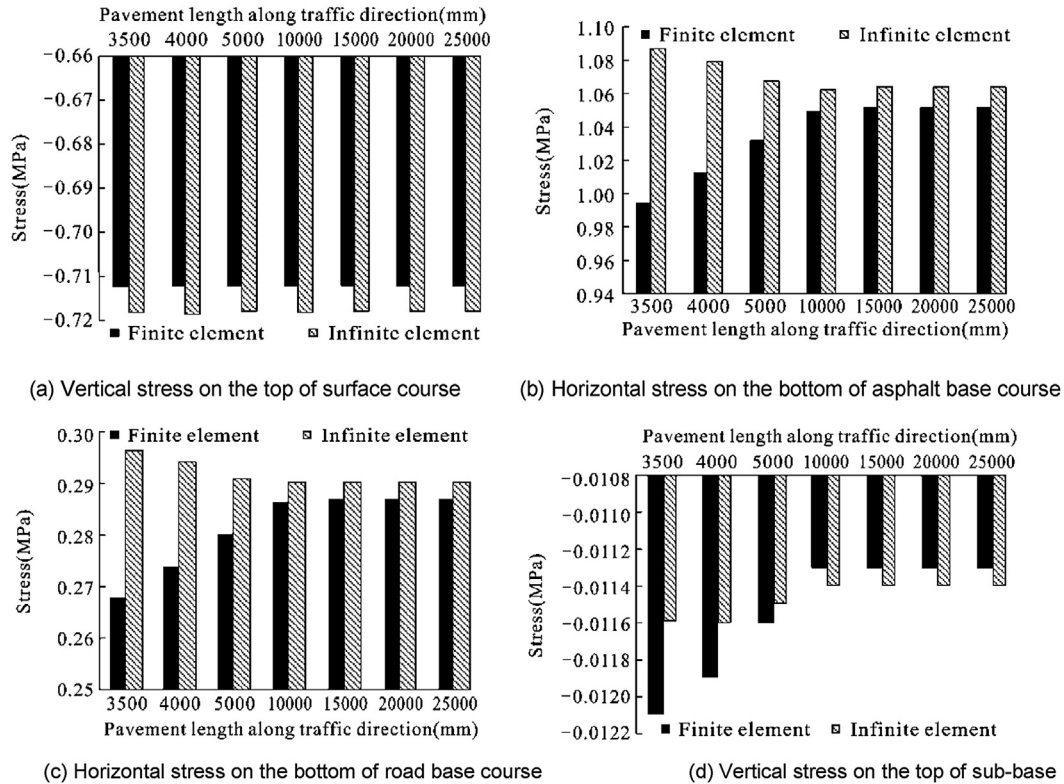 Pavement length along traffic direction(mm)
3500 4000 5000 10000 15000 20000 25000
−0.66
−0.67
−0.68
−0.69
−0.70
−0.71
−0.72
Stress(MPa)
Finite element Infinite element
(a) Vertical stress on the top of surface course
Finite element Infinite element
1.10
1.08
1.06
1.04
1.02
1.00
0.98
0.96
0.94
Stress(MPa)
3500 4000 5000 10000 15000 20000 25000
Pavement length along traffic direction(mm)
(b) Horizontal stress on the bottom of asphalt base course
Finite element Infinite element
0.30
0.29
0.28
0.27
0.26
0.25
Stress(MPa)
3500 4000 5000 10000 15000 20000 25000
Pavement length along traffic direction(mm)
(c) Horizontal stress on the bottom of road base course
Pavement length along traffic direction(mm)
3500 4000 5000 10000 15000 20000 25000
−0.0108
−0.0110
−0.0112
−0.0114
−0.0116
−0.0118
−0.0120
−0.0122
Stress(MPa)
Finite element Infinite element
(d) Vertical stress on the top of sub-base